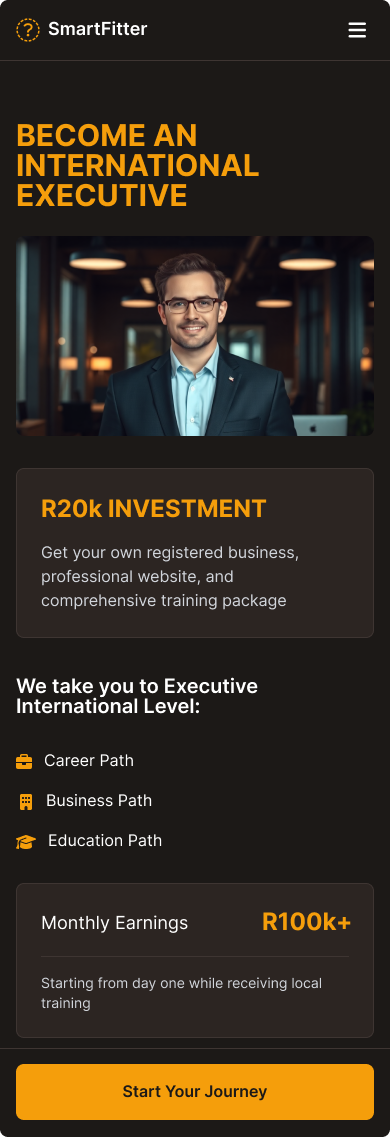 SmartFitter
BECOME AN
INTERNATIONAL
EXECUTIVE
R20k INVESTMENT
Get your own registered business,
professional website, and
comprehensive training package
We take you to Executive
International Level:
Career Path
Business Path
Education Path
Monthly Earnings R100k+
Starting from day one while receiving local
training
Start Your Journey